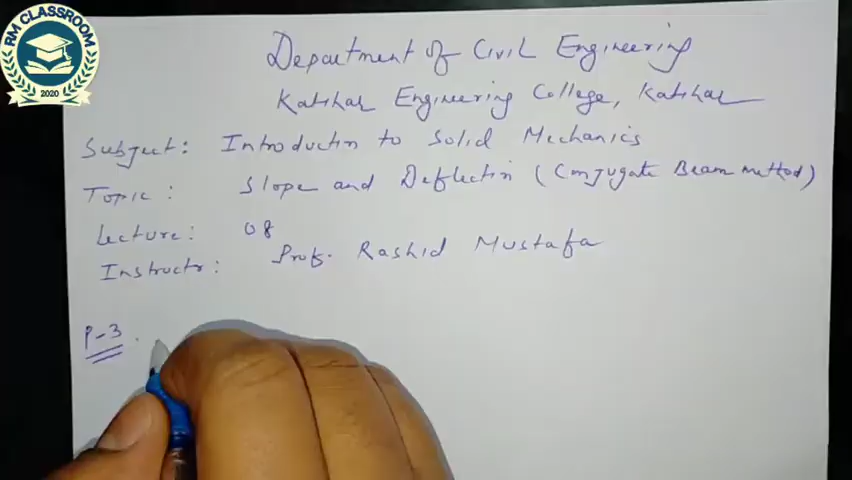 RM CLASSROOM
2020
Department of Civil Engineering
Katihar Engineering College, Katihar
Subject: Introduction to Solid Mechanics
Topic: Slope and Deflection (Conjugate Beam method)
Lecture: 08
Instructor: Prof. Rashid Mustafa
P-3.